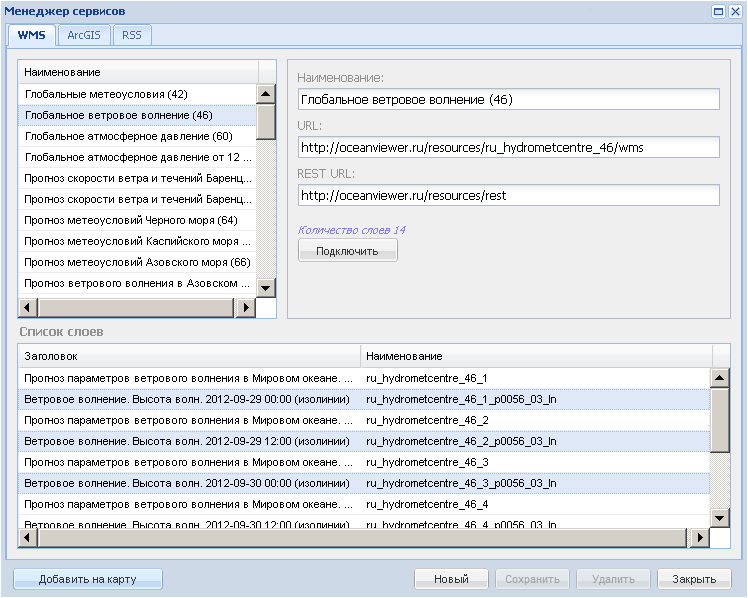 Менеджер сервисов
WMS ArcGIS RSS
Наименование
Глобальные метеоусловия (42)
Глобальное ветровое волнение (46)
Глобальное атмосферное давление (60)
Глобальное атмосферное давление от 12 ...
Прогноз скорости ветра и течений Баренц...
Прогноз скорости ветра и течений Баренц...
Прогноз метеоусловий Черного моря (64)
Прогноз метеоусловий Каспийского моря ...
Прогноз метеоусловий Азовского моря (66)
Прогноз ветрового волнения в Азовском ...
Наименование:
Глобальное ветровое волнение (46)
URL:
http://oceanviewer.ru/resources/ru_hydrometcentre_46/wms
REST URL:
http://oceanviewer.ru/resources/rest
Количество слоев 14
Подключить
Список слоев
Заголовок Наименование
Прогноз параметров ветрового волнения в Мировом океане. ... ru_hydrometcentre_46_1
Ветровое волнение. Высота волн. 2012-09-29 00:00 (изолинии) ru_hydrometcentre_46_1_p0056_03_ln
Прогноз параметров ветрового волнения в Мировом океане. ... ru_hydrometcentre_46_2
Ветровое волнение. Высота волн. 2012-09-29 12:00 (изолинии) ru_hydrometcentre_46_2_p0056_03_ln
Прогноз параметров ветрового волнения в Мировом океане. ... ru_hydrometcentre_46_3
Ветровое волнение. Высота волн. 2012-09-30 00:00 (изолинии) ru_hydrometcentre_46_3_p0056_03_ln
Прогноз параметров ветрового волнения в Мировом океане. ... ru_hydrometcentre_46_4
Ветровое волнение. Высота волн. 2012-09-30 12:00 (изолинии) ru_hydrometcentre_46_4_p0056_03_ln
Добавить на карту Новый Сохранить Удалить Закрыть